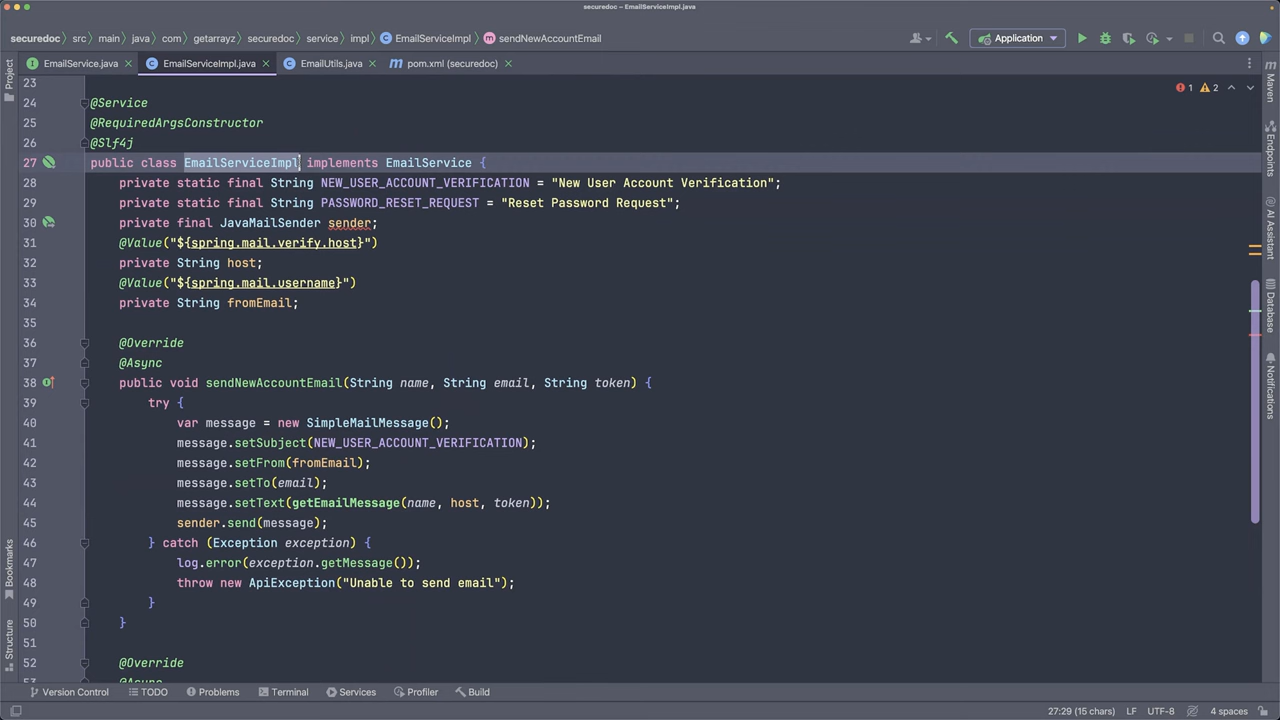 securedoc – EmailServiceImpl.java
securedoc src main java com getarrayz securedoc service impl EmailServiceImpl sendNewAccountEmail Application
Project EmailService.java EmailServiceImpl.java EmailUtils.java pom.xml (securedoc) Maven
23
24 @Service 1 2
25 @RequiredArgsConstructor
26 @Slf4j
27 public class EmailServiceImpl implements EmailService {
28 private static final String NEW_USER_ACCOUNT_VERIFICATION = "New User Account Verification";
29 private static final String PASSWORD_RESET_REQUEST = "Reset Password Request";
30 private final JavaMailSender sender;
31 @Value("${spring.mail.verify.host}")
32 private String host;
33 @Value("${spring.mail.username}")
34 private String fromEmail;
35
36 @Override
37 @Async
38 public void sendNewAccountEmail(String name, String email, String token) {
39 try {
40 var message = new SimpleMailMessage();
41 message.setSubject(NEW_USER_ACCOUNT_VERIFICATION);
42 message.setFrom(fromEmail);
43 message.setTo(email);
44 message.setText(getEmailMessage(name, host, token));
45 sender.send(message);
46 } catch (Exception exception) {
47 log.error(exception.getMessage());
48 throw new ApiException("Unable to send email");
49 }
50 }
51
52 @Override
53 @Async
Endpoints
AI Assistant
Database
Notifications
Bookmarks
Structure
Version Control TODO Problems Terminal Services Profiler Build
27:29 (15 chars) LF UTF-8 4 spaces